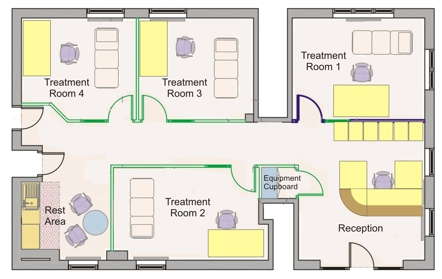 Treatment
Room 4
Treatment
Room 3
Treatment
Room 1
Equipment
Cupboard
Rest
Area
Treatment
Room 2
Reception